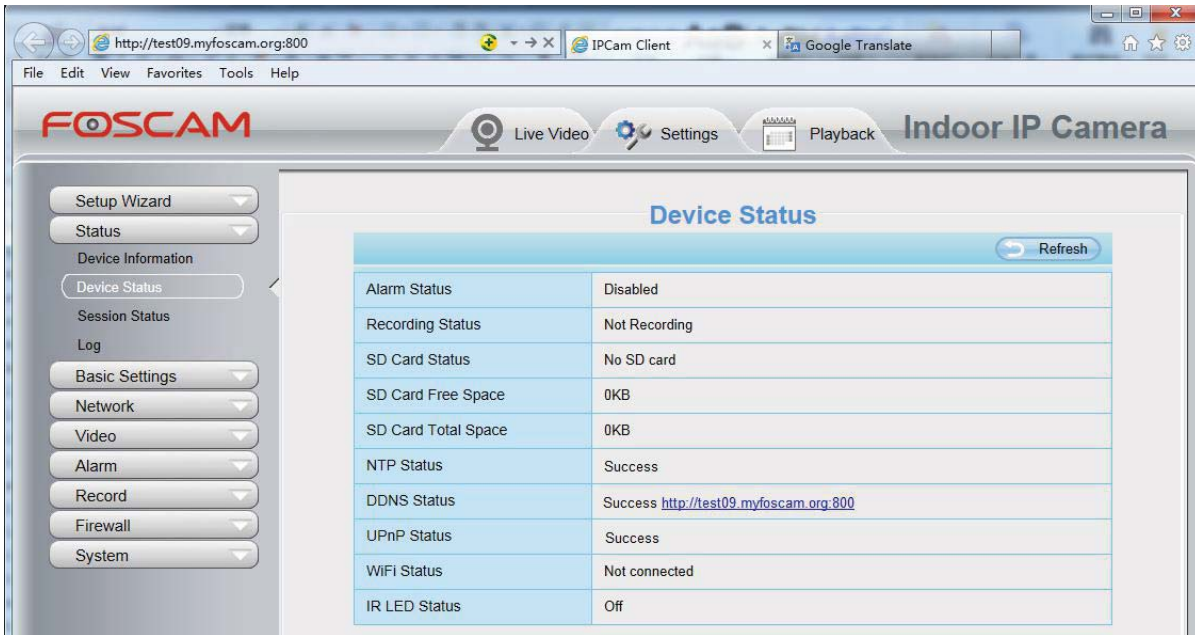 http://test09.myfoscam.org:800
IPCam Client
Google Translate
File Edit View Favorites Tools Help
FOSCAM
Live Video
Settings
Playback
Indoor IP Camera
Setup Wizard
Status
Device Information
Device Status
Session Status
Log
Basic Settings
Network
Video
Alarm
Record
Firewall
System
Device Status
Refresh
Alarm Status Disabled
Recording Status Not Recording
SD Card Status No SD card
SD Card Free Space 0KB
SD Card Total Space 0KB
NTP Status Success
DDNS Status Success http://test09.myfoscam.org:800
UPnP Status Success
WiFi Status Not connected
IR LED Status Off